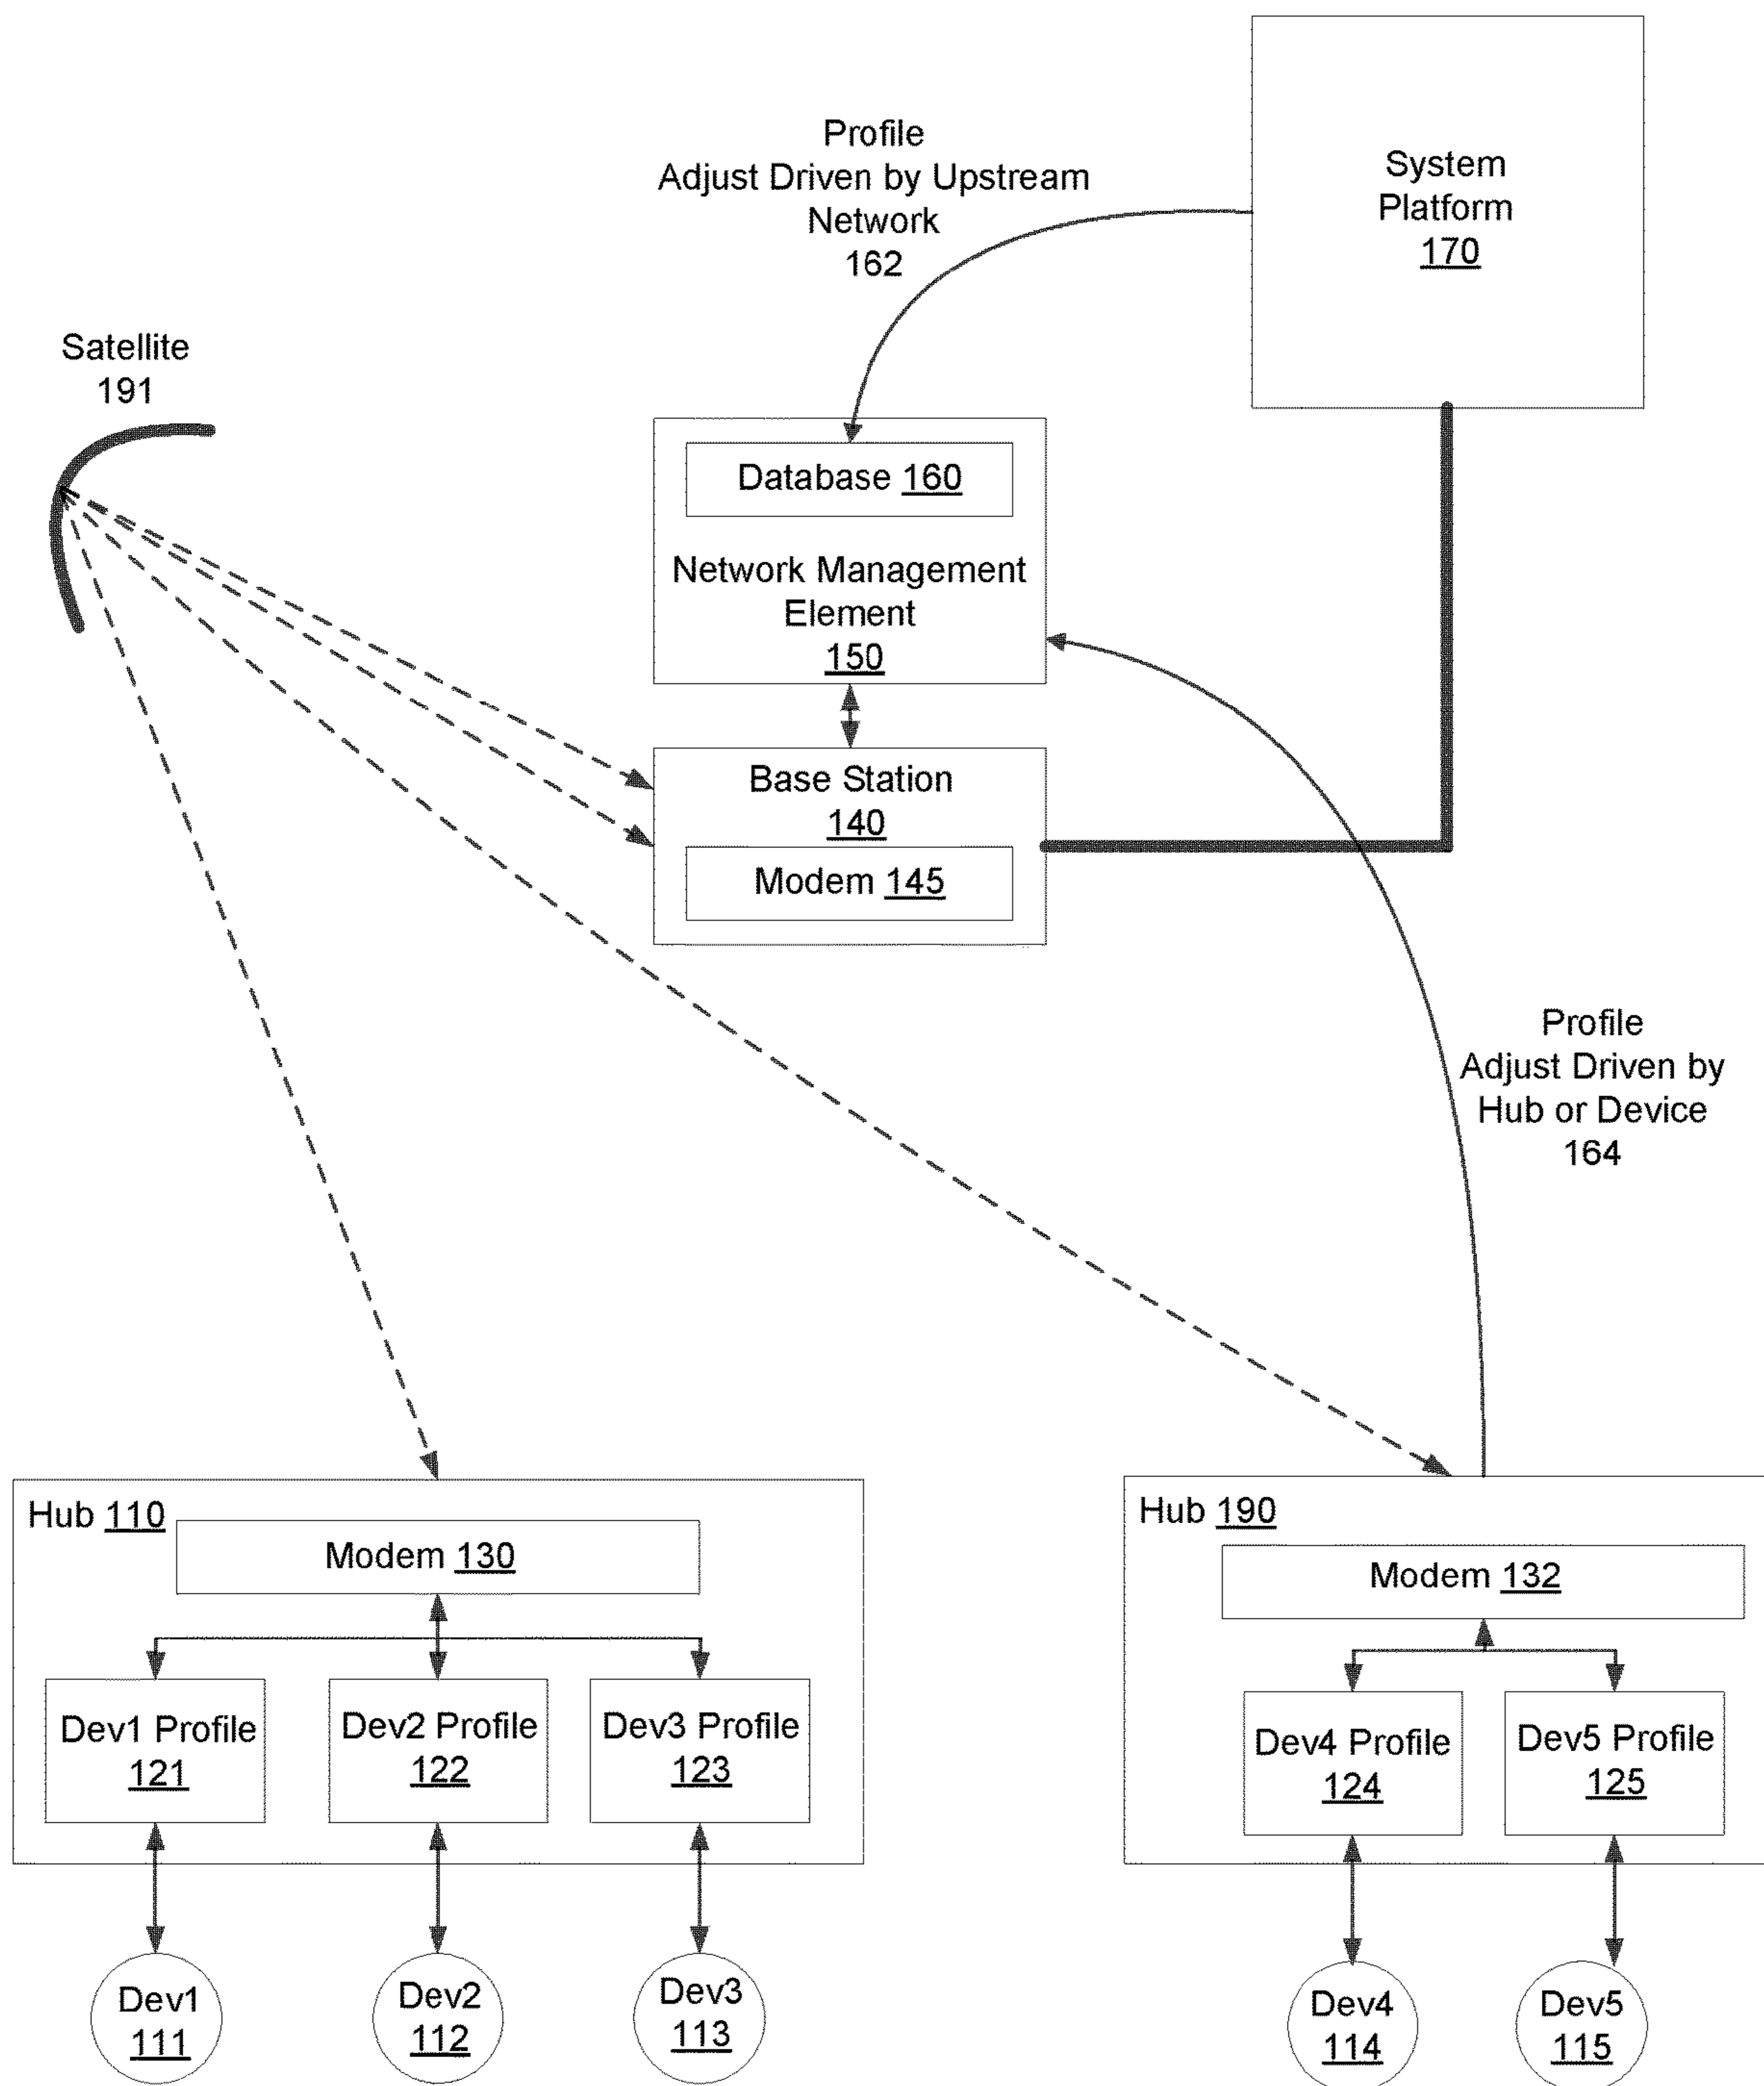 Profile
Adjust Driven by Upstream
Network
162
System
Platform
170
Satellite
191
Database 160
Network Management
Element
150
Base Station
140
Modem 145
Profile
Adjust Driven by
Hub or Device
164
Hub 110
Modem 130
Dev1 Profile
121
Dev2 Profile
122
Dev3 Profile
123
Dev1
111
Dev2
112
Dev3
113
Hub 190
Modem 132
Dev4 Profile
124
Dev5 Profile
125
Dev4
114
Dev5
115